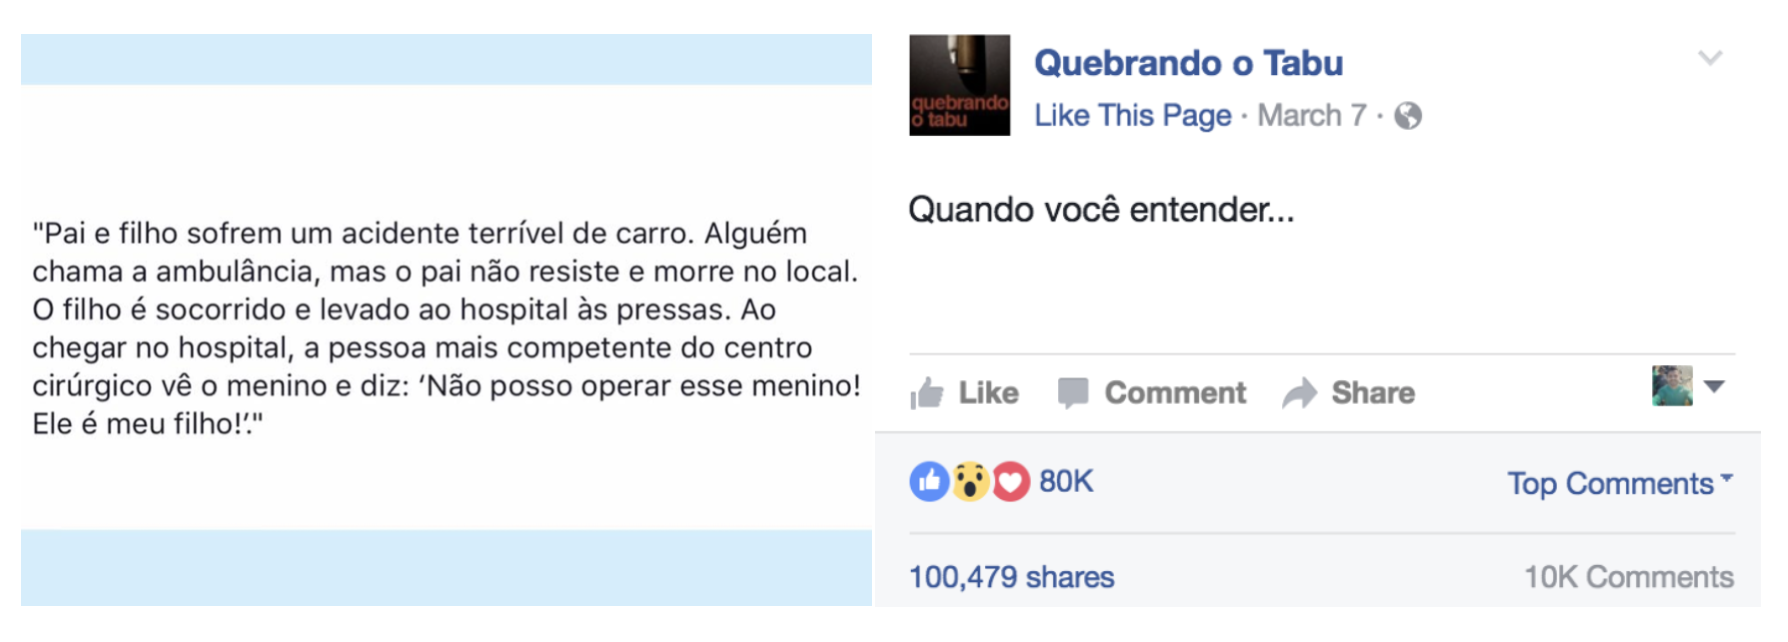 "Pai e filho sofrem um acidente terrível de carro. Alguém
chama a ambulância, mas o pai não resiste e morre no local.
O filho é socorrido e levado ao hospital às pressas. Ao
chegar no hospital, a pessoa mais competente do centro
cirúrgico vê o menino e diz: ‘Não posso operar esse menino!
Ele é meu filho!’."
quebrando
o tabu
Quebrando o Tabu
Like This Page · March 7 ·
Quando você entender...
Like Comment Share
80K Top Comments
100,479 shares 10K Comments